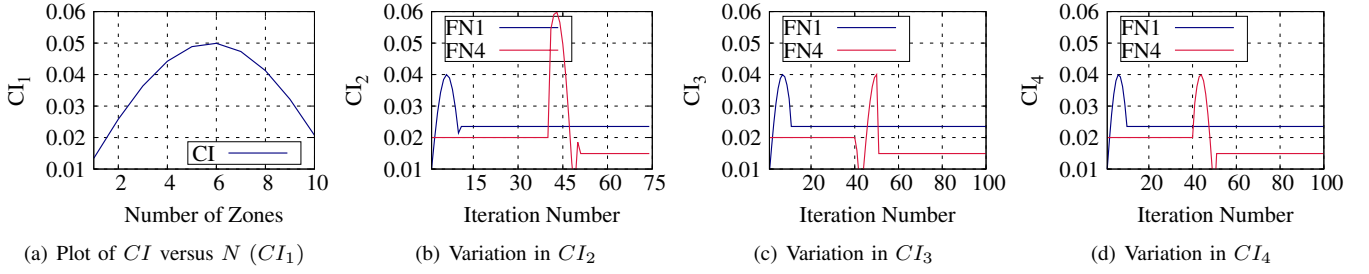 0.06
0.05
0.04
0.03
0.02
0.01
CI1
CI
2 4 6 8 10
Number of Zones
(a) Plot of CI versus N (CI1)
0.06
0.05
0.04
0.03
0.02
0.01
CI2
FN1
FN4
15 30 45 60 75
Iteration Number
(b) Variation in CI2
0.06
0.05
0.04
0.03
0.02
0.01
CI3
FN1
FN4
20 40 60 80 100
Iteration Number
(c) Variation in CI3
0.06
0.05
0.04
0.03
0.02
0.01
CI4
FN1
FN4
20 40 60 80 100
Iteration Number
(d) Variation in CI4